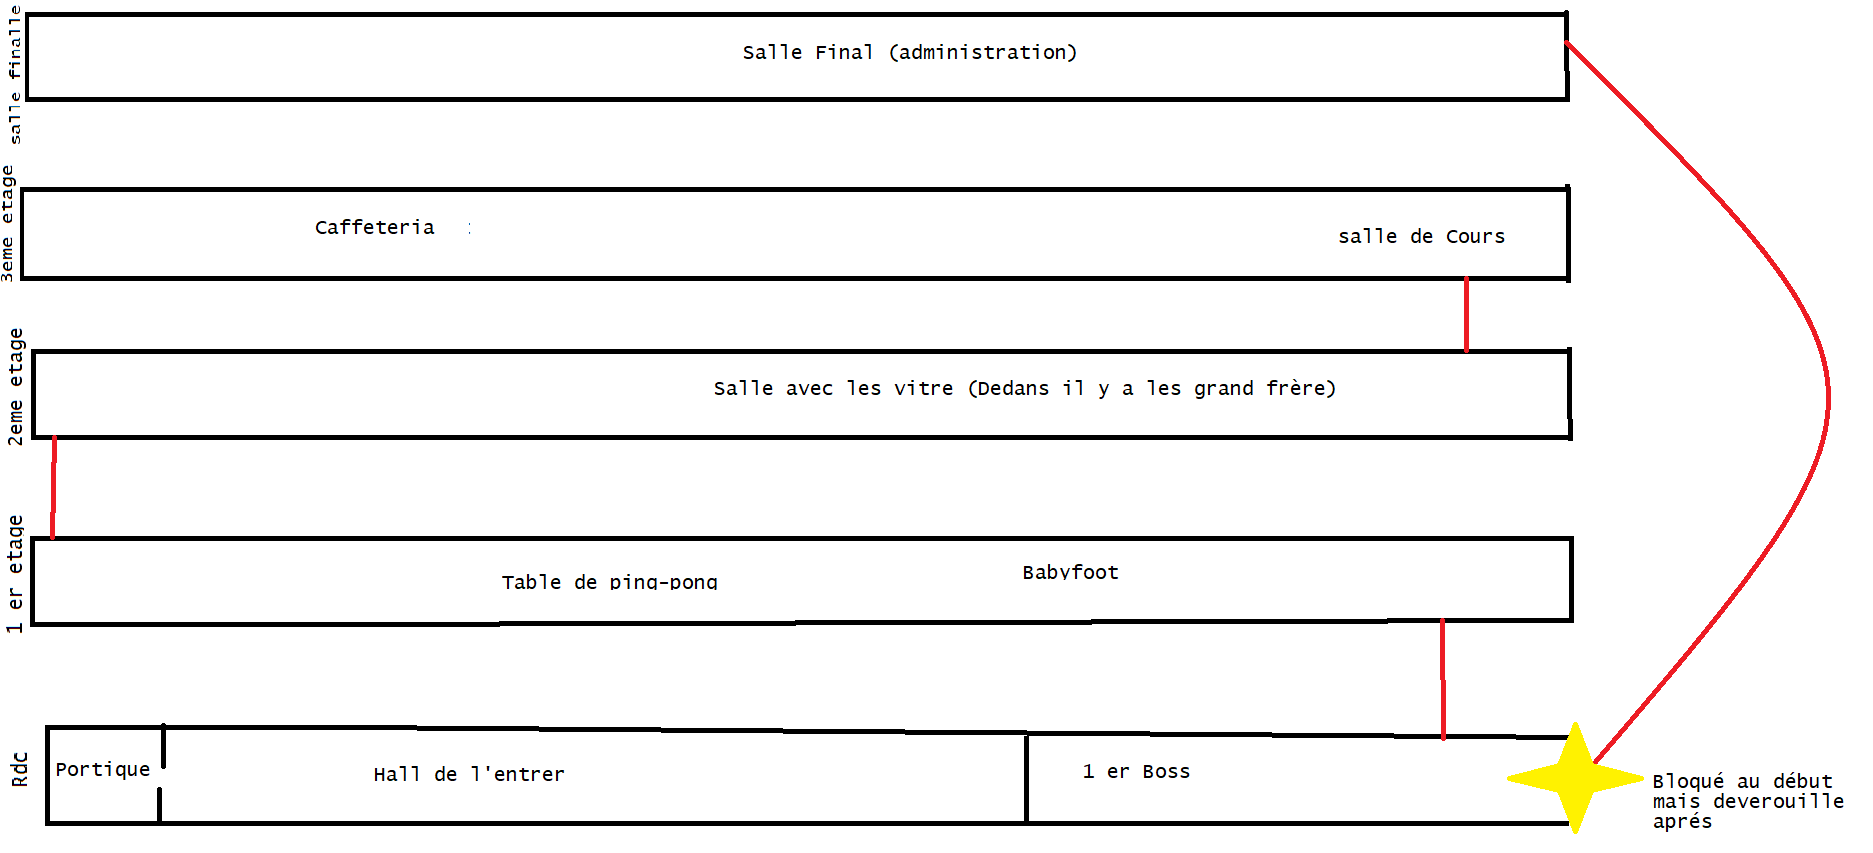 salle finalle
Salle Final (administration)
3eme etage
Caffeteria :
salle de Cours
2eme etage
Salle avec les vitre (Dedans il y a les grand frère)
1 er etage
Table de ping-pong
Babyfoot
Rdc
Portique
Hall de l'entrer
1 er Boss
Bloqué au début
mais deverouille
aprés